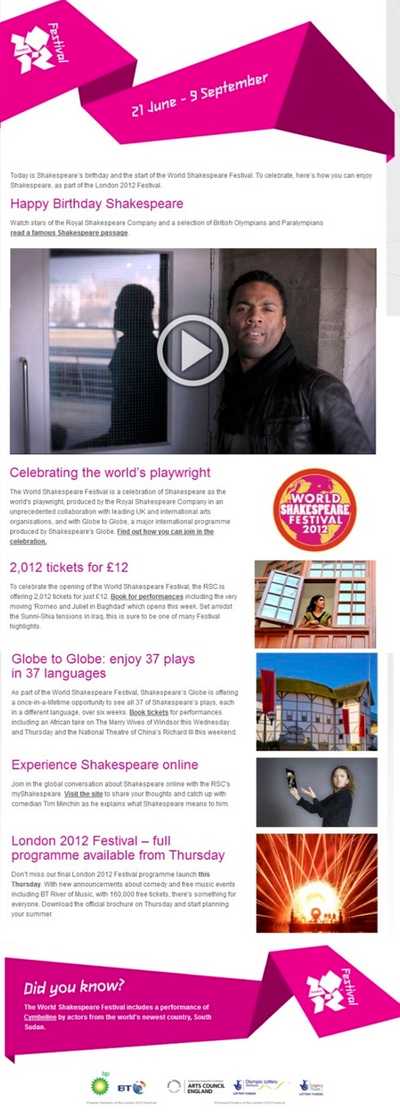 Festival
21 June - 9 September
Today is Shakespeare's birthday and the start of the World Shakespeare Festival. To celebrate, here's how you can enjoy
Shakespeare, as part of the London 2012 Festival.
Happy Birthday Shakespeare
Watch stars of the Royal Shakespeare Company and a selection of British Olympians and Paralympians
read a famous Shakespeare passage.
Celebrating the world's playwright
The World Shakespeare Festival is a celebration of Shakespeare as the
world's playwright, produced by the Royal Shakespeare Company in an
unprecedented collaboration with leading UK and international arts
organisations, and with Globe to Globe, a major international programme
produced by Shakespeare's Globe. Find out how you can join in the
celebration.
WORLD
SHAKESPEARE
FESTIVAL
2012
2,012 tickets for £12
To celebrate the opening of the World Shakespeare Festival, the RSC is
offering 2,012 tickets for just £12. Book for performances including the very
moving 'Romeo and Juliet in Baghdad' which opens this week. Set amidst
the Sunni-Shia tensions in Iraq, this is sure to be one of many Festival
highlights.
Globe to Globe: enjoy 37 plays
in 37 languages
As part of the World Shakespeare Festival, Shakespeare's Globe is offering
a once-in-a-lifetime opportunity to see all 37 of Shakespeare's plays, each
in a different language, over six weeks. Book tickets for performances
including an African take on The Merry Wives of Windsor this Wednesday
and Thursday and the National Theatre of China's Richard III this weekend.
Experience Shakespeare online
Join in the global conversation about Shakespeare online with the RSC's
myShakespeare. Visit the site to share your thoughts and catch up with
comedian Tim Minchin as he explains what Shakespeare means to him.
London 2012 Festival – full
programme available from Thursday
Don't miss our final London 2012 Festival programme launch this
Thursday. With new announcements about comedy and free music events
including BT River of Music, with 160,000 free tickets, there's something for
everyone. Download the official brochure on Thursday and start planning
your summer.
Did you know?
The World Shakespeare Festival includes a performance of
Cymbeline by actors from the world's newest country, South
Sudan.
Festival
bp
BT
ARTS COUNCIL
ENGLAND